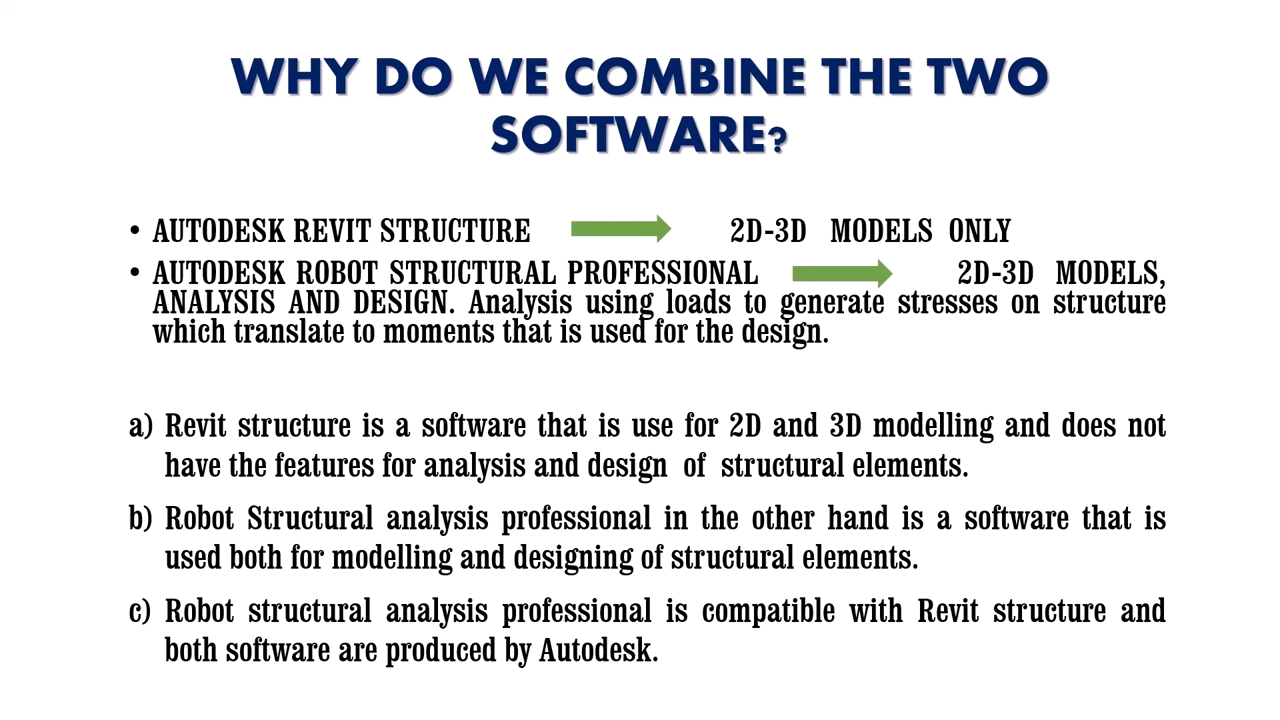 WHY DO WE COMBINE THE TWO
SOFTWARE?
• AUTODESK REVIT STRUCTURE 2D-3D MODELS ONLY
• AUTODESK ROBOT STRUCTURAL PROFESSIONAL 2D-3D MODELS,
ANALYSIS AND DESIGN. Analysis using loads to generate stresses on structure
which translate to moments that is used for the design.
a) Revit structure is a software that is use for 2D and 3D modelling and does not
have the features for analysis and design of structural elements.
b) Robot Structural analysis professional in the other hand is a software that is
used both for modelling and designing of structural elements.
c) Robot structural analysis professional is compatible with Revit structure and
both software are produced by Autodesk.